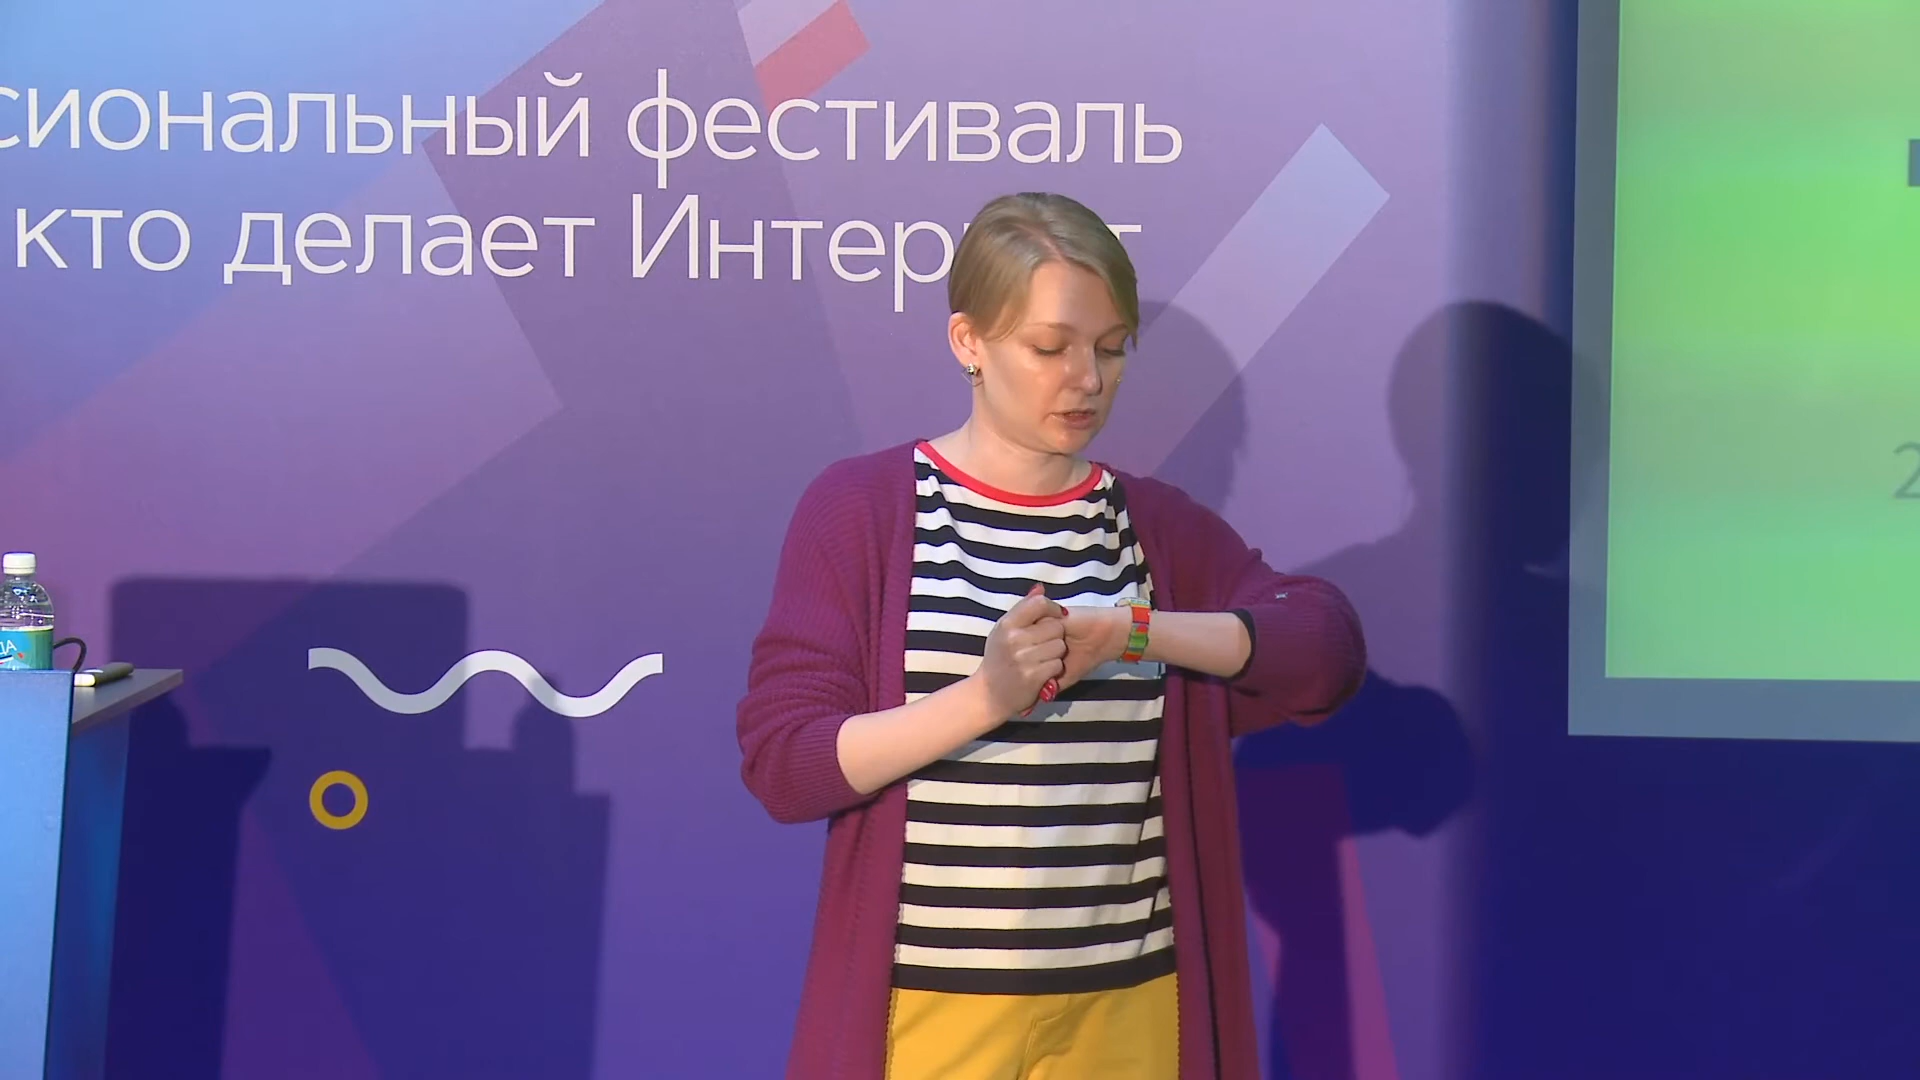 сиональный фестиваль
кто делает Интер